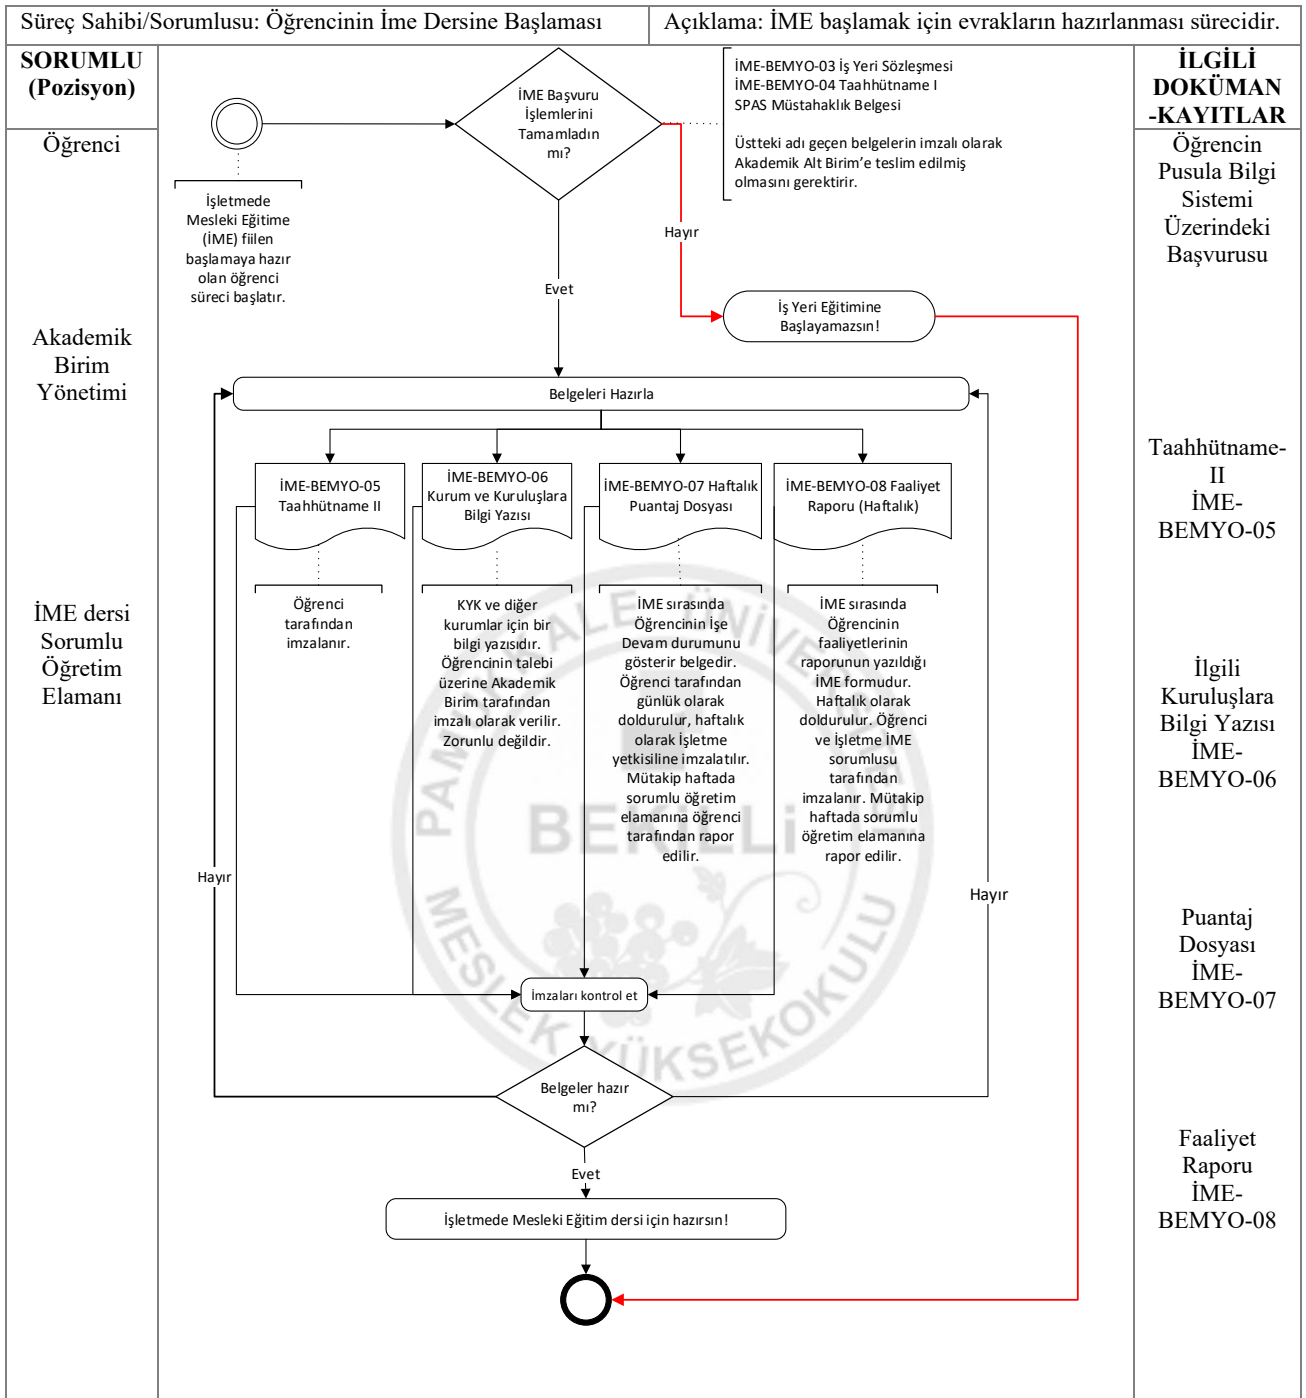 Süreç Sahibi/Sorumlusu: Öğrencinin İme Dersine Başlaması
Açıklama: İME başlamak için evrakların hazırlanması sürecidir.
SORUMLU
(Pozisyon)
Öğrenci
Akademik
Birim
Yönetimi
İME dersi
Sorumlu
Öğretim
Elamanı
İşletmede
Mesleki Eğitime
(İME) fiilen
başlamaya hazır
olan öğrenci
süreci başlatır.
İME Başvuru
İşlemlerini
Tamamladın
mı?
İME-BEMYO-03 İş Yeri Sözleşmesi
İME-BEMYO-04 Taahhütname I
SPAS Müstahaklık Belgesi
Üstteki adı geçen belgelerin imzalı olarak
Akademik Alt Birim’e teslim edilmiş
olmasını gerektirir.
Hayır
Evet
İş Yeri Eğitimine
Başlayamazsın!
Belgeleri Hazırla
İME-BEMYO-05
Taahhütname II
İME-BEMYO-06
Kurum ve Kuruluşlara
Bilgi Yazısı
İME-BEMYO-07 Haftalık
Puantaj Dosyası
İME-BEMYO-08 Faaliyet
Raporu (Haftalık)
Öğrenci
tarafından
imzalanır.
KYK ve diğer
kurumlar için bir
bilgi yazısıdır.
Öğrencinin talebi
üzerine Akademik
Birim tarafından
imzalı olarak verilir.
Zorunlu değildir.
İME sırasında
Öğrencinin İşe
Devam durumunu
gösterir belgedir.
Öğrenci tarafından
günlük olarak
doldurulur, haftalık
olarak İşletme
yetkisiline imzalatılır.
Mütakip haftada
sorumlu öğretim
elamanına öğrenci
tarafından rapor
edilir.
İME sırasında
Öğrencinin
faaliyetlerinin
raporunun yazıldığı
İME formudur.
Haftalık olarak
doldurulur. Öğrenci
ve İşletme İME
sorumlusu
tarafından
imzalanır. Mütakip
haftada sorumlu
öğretim elamanına
rapor edilir.
Hayır
Hayır
İmzaları kontrol et
Belgeler hazır
mı?
Evet
İşletmede Mesleki Eğitim dersi için hazırsın!
PAMUKKALE ÜNİVERSİTESİ
BEKİLLİ
MESLEK YÜKSEKOKULU
İLGİLİ
DOKÜMAN
-KAYITLAR
Öğrencin
Pusula Bilgi
Sistemi
Üzerindeki
Başvurusu
Taahhütname-
II
İME-
BEMYO-05
İlgili
Kuruluşlara
Bilgi Yazısı
İME-
BEMYO-06
Puantaj
Dosyası
İME-
BEMYO-07
Faaliyet
Raporu
İME-
BEMYO-08